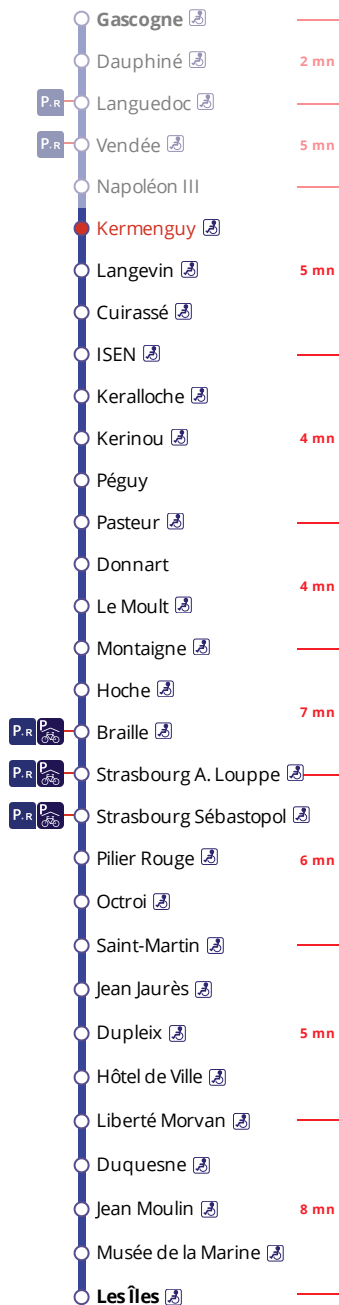 Gascogne
Dauphiné 2 mn
P+R Languedoc
P+R Vendée 5 mn
Napoléon III
Kermenguy
Langevin 5 mn
Cuirassé
ISEN
Keralloche
Kerinou 4 mn
Péguy
Pasteur
Donnart
4 mn
Le Moult
Montaigne
Hoche
7 mn
P+R P Braille
P+R P Strasbourg A. Louppe
P+R P Strasbourg Sébastopol
Pilier Rouge 6 mn
Octroi
Saint-Martin
Jean Jaurès
Dupleix 5 mn
Hôtel de Ville
Liberté Morvan
Duquesne
Jean Moulin 8 mn
Musée de la Marine
Les Îles